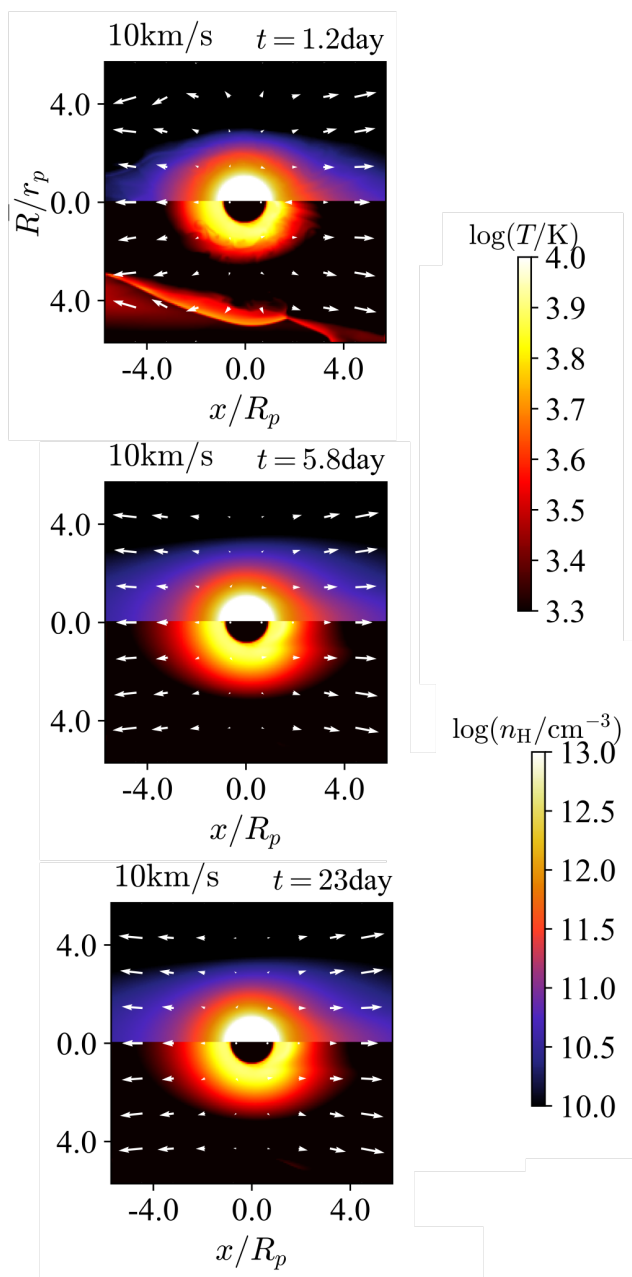 10km/s t = 1.2day
4.0
0.0
4.0
R̄/r_p
-4.0 0.0 4.0
x/R_p
log(T/K)
4.0
3.9
3.8
3.7
3.6
3.5
3.4
3.3
10km/s t = 5.8day
4.0
0.0
4.0
-4.0 0.0 4.0
x/R_p
log(n_H/cm⁻³)
13.0
12.5
12.0
11.5
11.0
10.5
10.0
10km/s t = 23day
4.0
0.0
4.0
-4.0 0.0 4.0
x/R_p